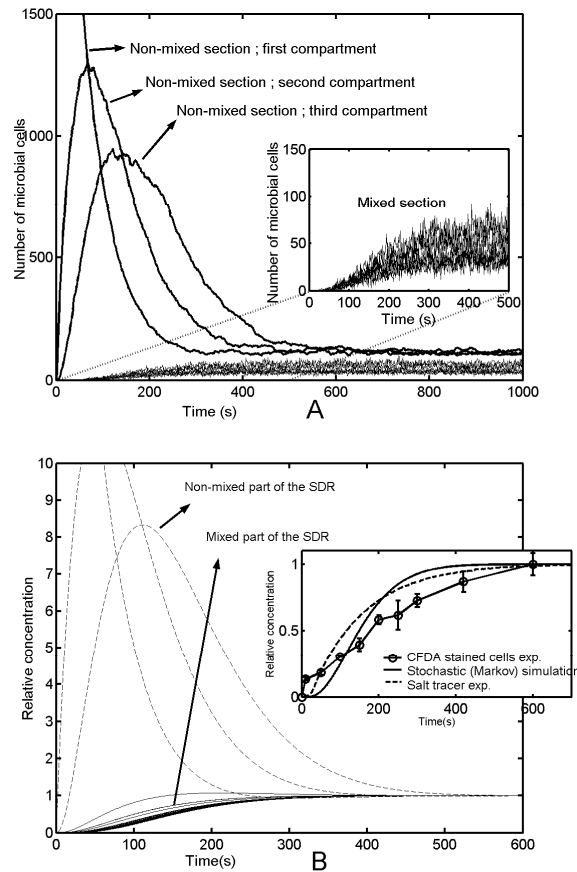 1500
Non-mixed section ; first compartment
Non-mixed section ; second compartment
Non-mixed section ; third compartment
1000
500
0
Number of microbial cells
150
100
50
0
Number of microbial cells
Mixed section
0 100 200 300 400 500
Time (s)
0 200 400 600 800 1000
Time (s)
A
10
9
8
7
6
5
4
3
2
1
0
Relative concentration
Non-mixed part of the SDR
Mixed part of the SDR
1
0.5
0
Relative concentration
CFDA stained cells exp.
Stochastic (Markov) simulation
Salt tracer exp.
0 200 400 600
Time(s)
0 100 200 300 400 500 600
Time(s)
B